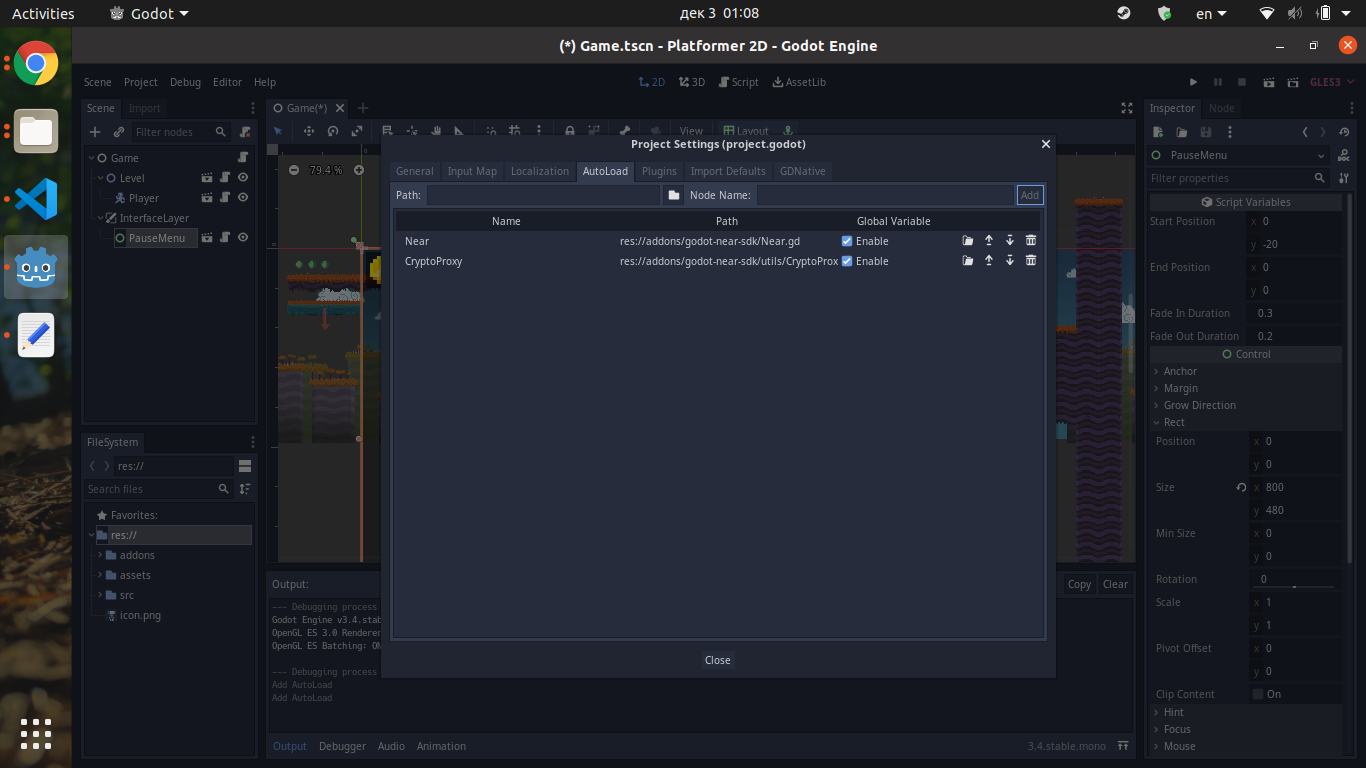 Activities Godot дек 3 01:08 en
(*) Game.tscn - Platformer 2D - Godot Engine
Scene Project Debug Editor Help 2D 3D Script AssetLib GLES3
Scene Import
Game(*)
Inspector Node
Filter nodes
View Layout
Game
Level
Player
InterfaceLayer
PauseMenu
79.4 %
Project Settings (project.godot)
General Input Map Localization AutoLoad Plugins Import Defaults GDNative
Path: Node Name: Add
Name Path Global Variable
Near res://addons/godot-near-sdk/Near.gd Enable
CryptoProxy res://addons/godot-near-sdk/utils/CryptoProx Enable
Close
PauseMenu
Filter properties
Script Variables
Start Position x 0
y -20
End Position x 0
y 0
Fade In Duration 0.3
Fade Out Duration 0.2
Control
Anchor
Margin
Grow Direction
Rect
Position x 0
y 0
Size x 800
y 480
Min Size x 0
y 0
Rotation 0
Scale x 1
y 1
Pivot Offset x 0
y 0
Clip Content On
Hint
Focus
Mouse
FileSystem
res://
Search files
Favorites:
res://
addons
assets
src
icon.png
Output: Copy Clear
--- Debugging process
Godot Engine v3.4.stab
OpenGL ES 3.0 Renderer
OpenGL ES Batching: ON
--- Debugging process
Add AutoLoad
Add AutoLoad
Output Debugger Audio Animation 3.4.stable.mono